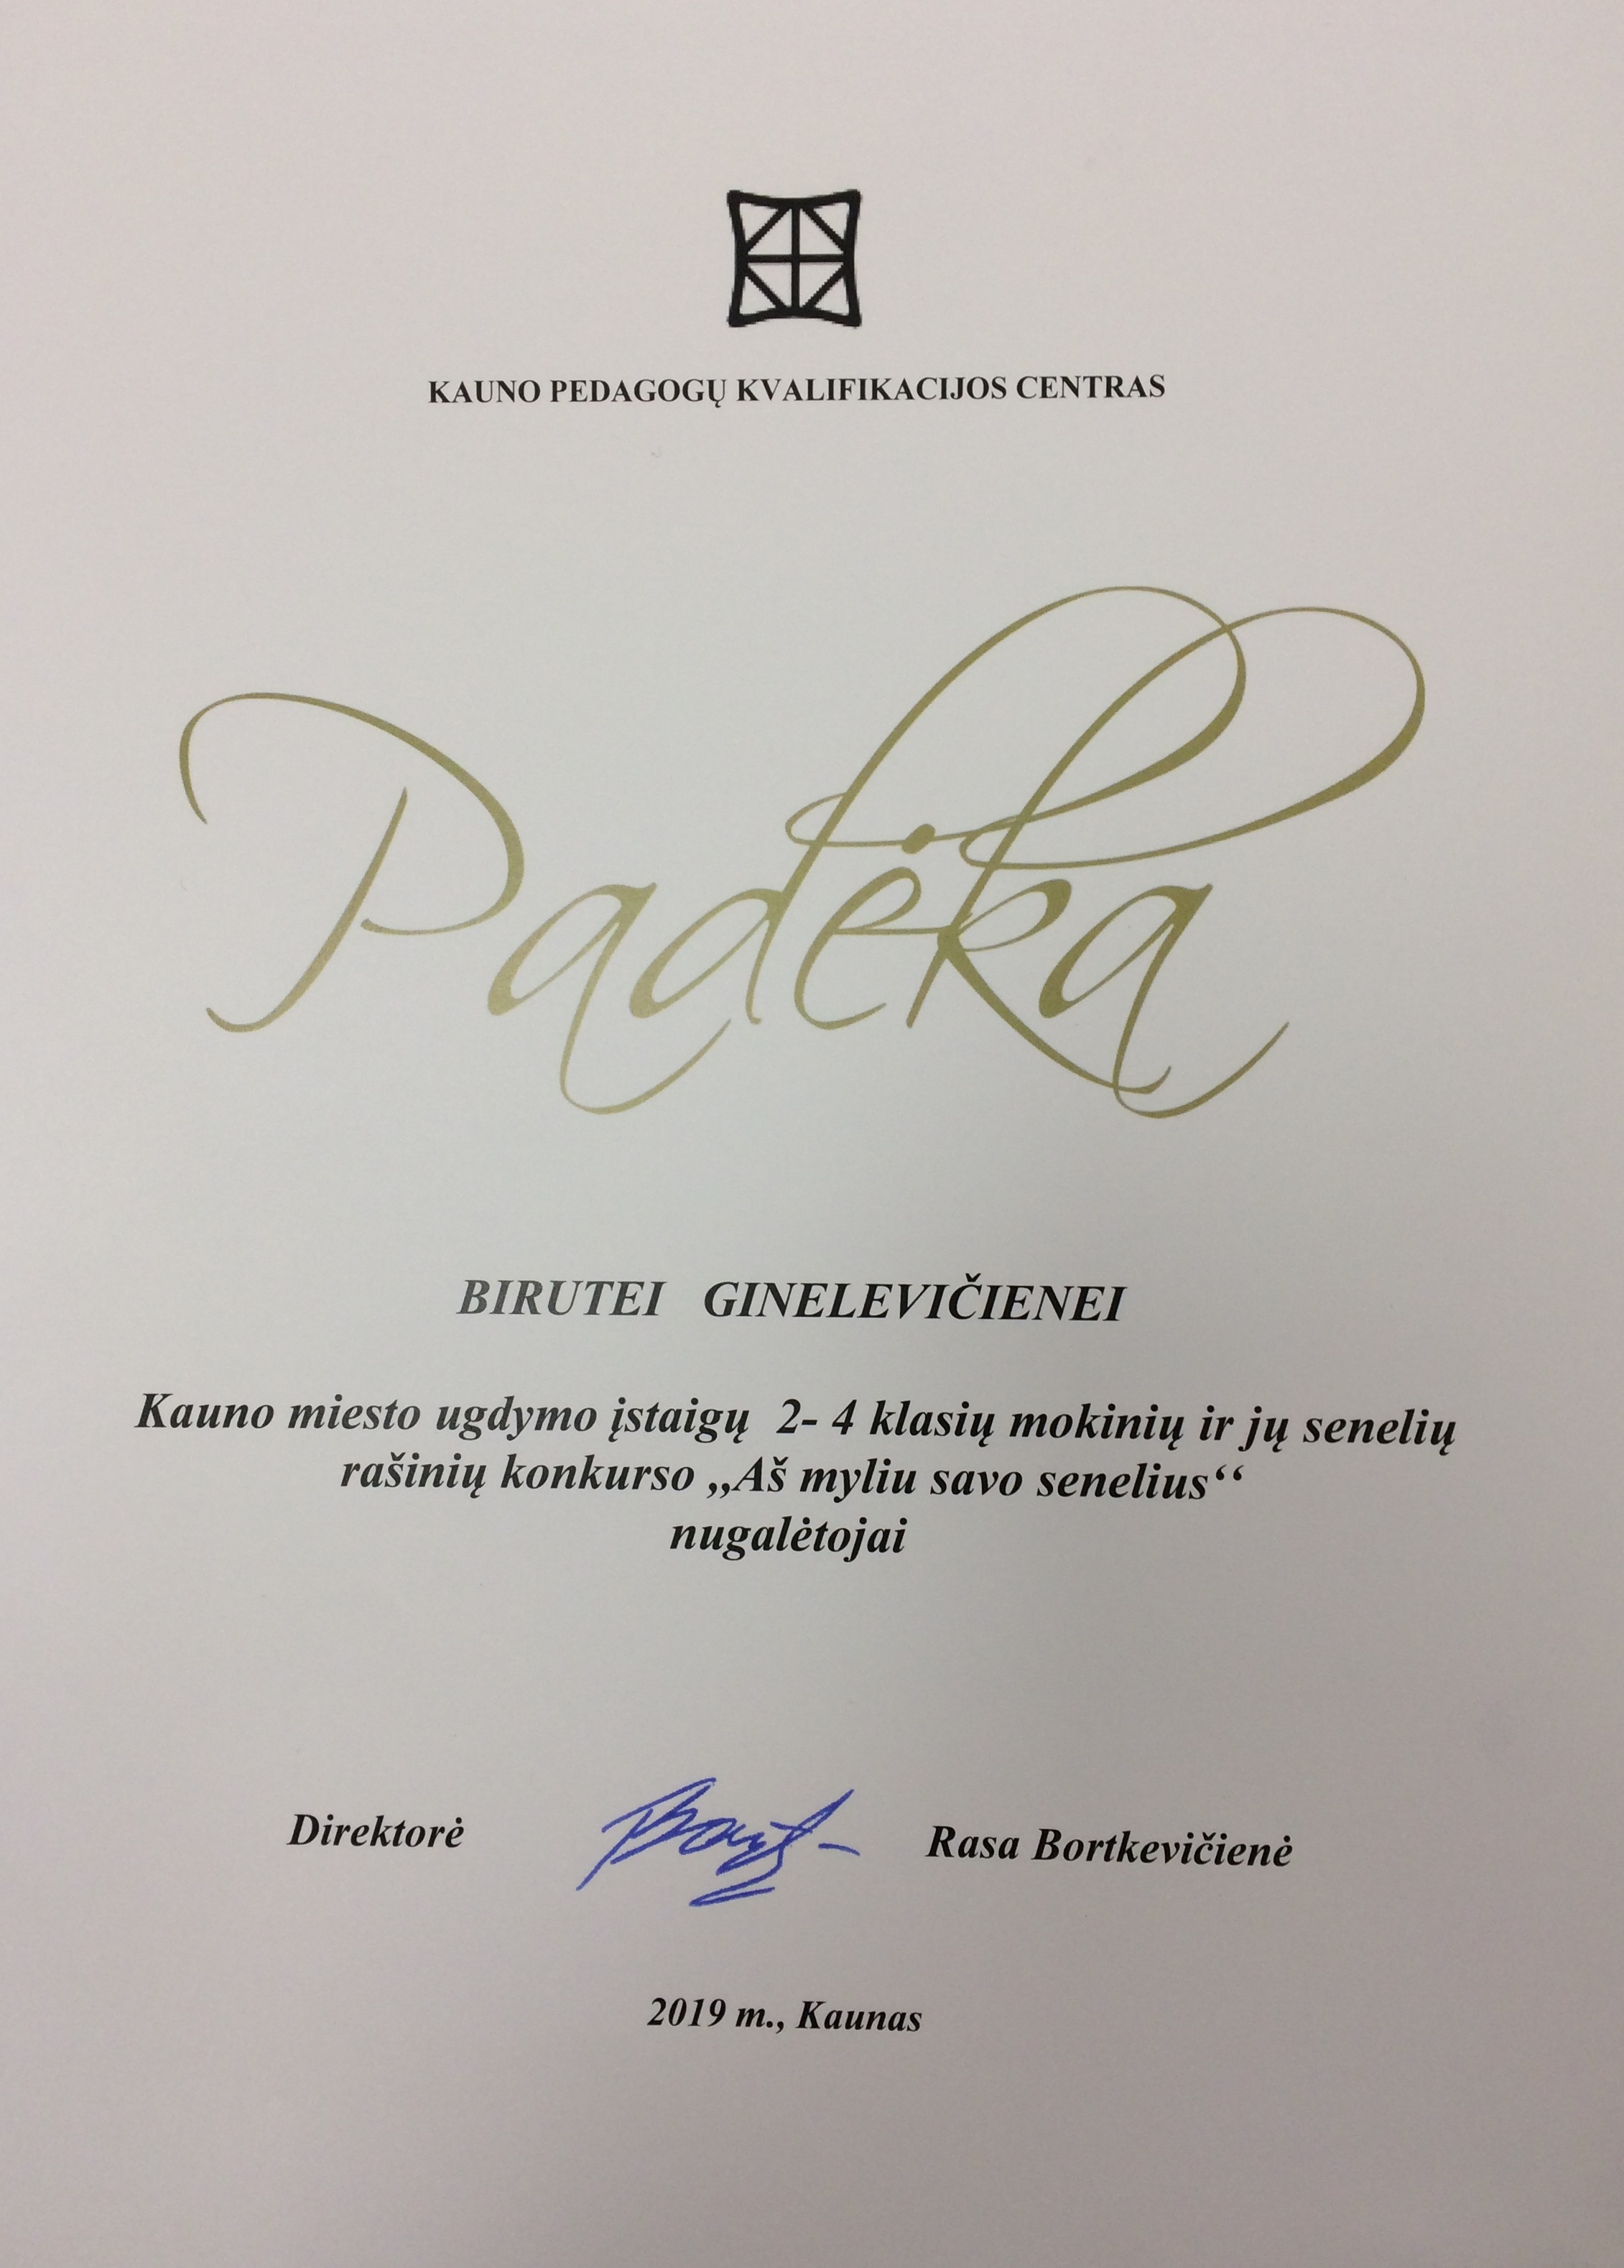 KAUNO PEDAGOGŲ KVALIFIKACIJOS CENTRAS
Padėka
BIRUTEI GINELEVIČIENEI
Kauno miesto ugdymo įstaigų 2- 4 klasių mokinių ir jų senelių
rašinių konkurso ,,Aš myliu savo senelius‘‘
nugalėtojai
Direktorė Rasa Bortkevičienė
2019 m., Kaunas